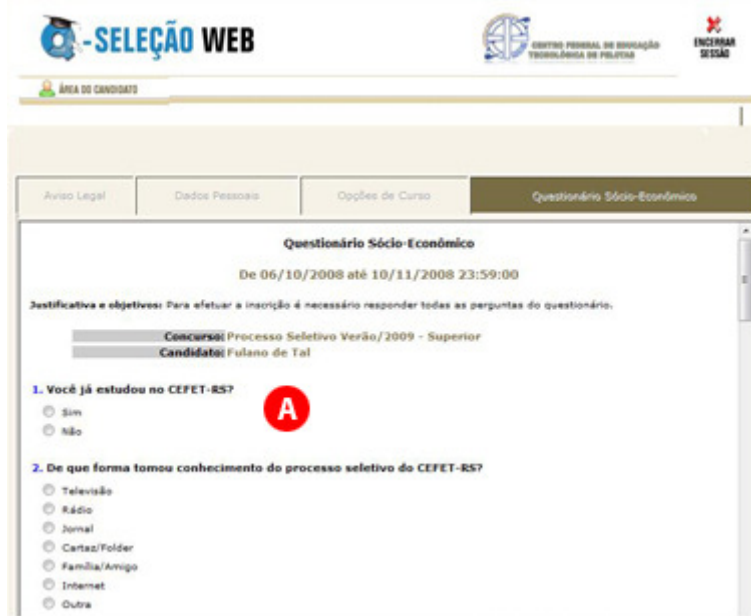 Q-SELEÇÃO WEB
CENTRO FEDERAL DE EDUCAÇÃO
TECNOLÓGICA DE PELOTAS
ENCERRAR
SESSÃO
ÁREA DO CANDIDATO
Aviso Legal
Dados Pessoais
Opções de Curso
Questionário Sócio-Econômico
Questionário Sócio-Econômico
De 06/10/2008 até 10/11/2008 23:59:00
Justificativa e objetivos: Para efetuar a inscrição é necessário responder todas as perguntas do questionário.
Concurso: Processo Seletivo Verão/2009 - Superior
Candidato: Fulano de Tal
1. Você já estudou no CEFET-RS?
A
Sim
Não
2. De que forma tomou conhecimento do processo seletivo do CEFET-RS?
Televisão
Rádio
Jornal
Cartaz/Folder
Família/Amigo
Internet
Outra